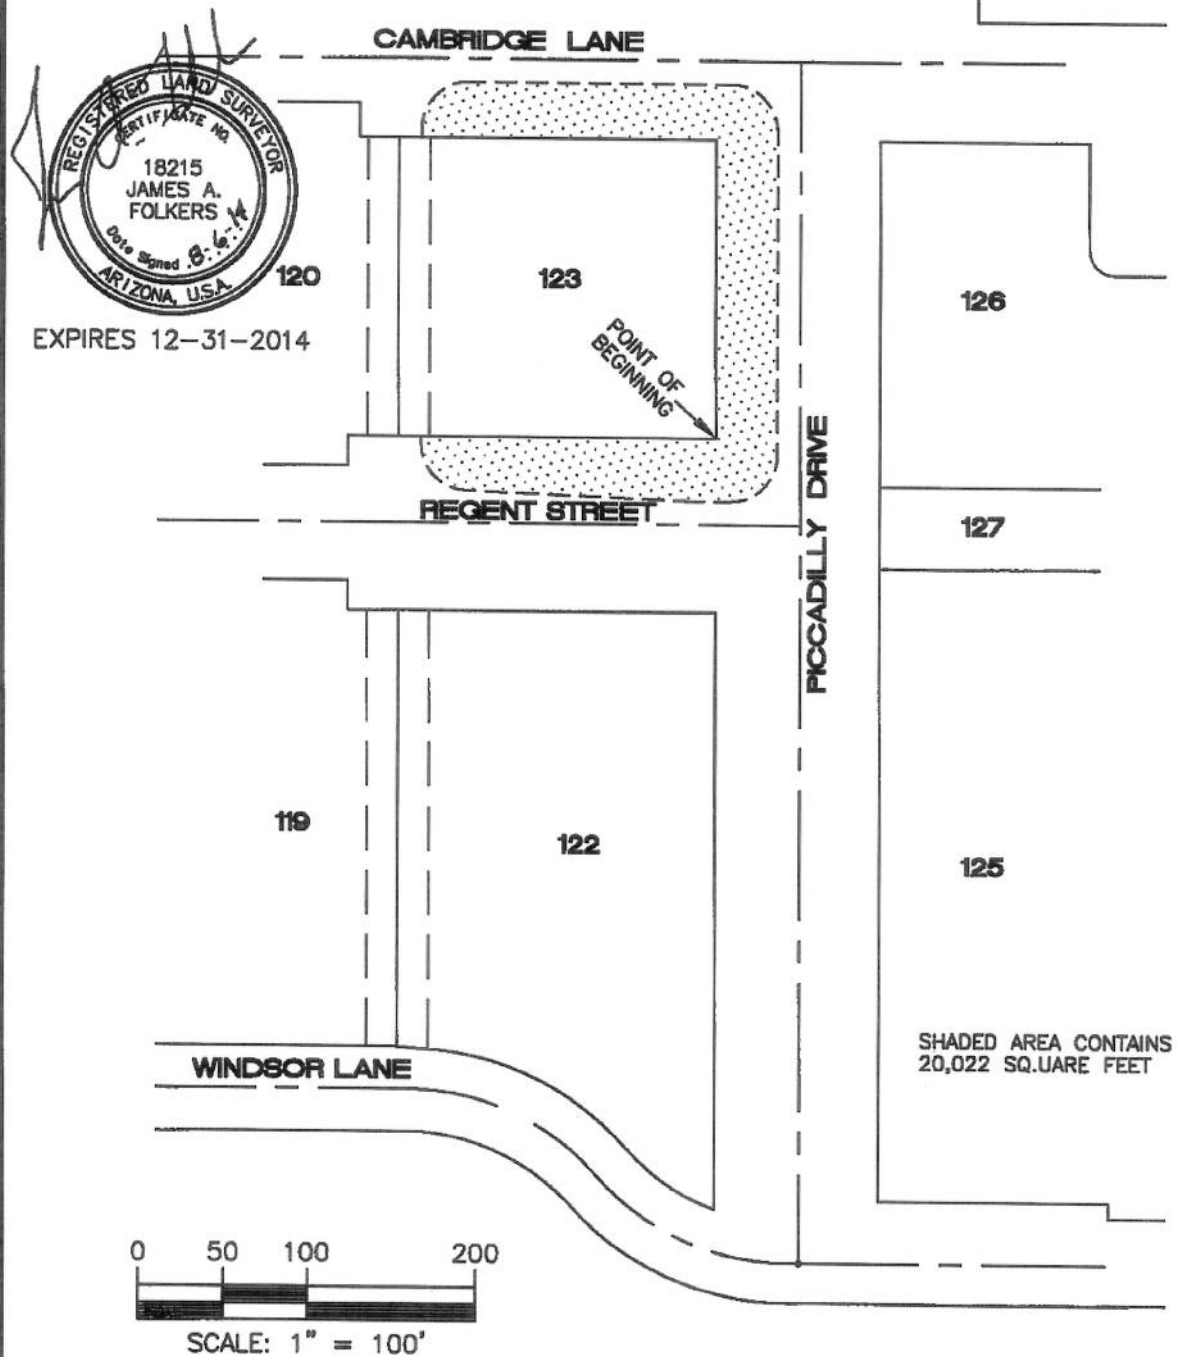 CAMBRIDGE LANE
REGISTERED LAND SURVEYOR
CERTIFICATE NO.
18215
JAMES A.
FOLKERS
Date Signed 8-6-14
ARIZONA, U.S.A.
EXPIRES 12-31-2014
120
123
126
POINT OF
BEGINNING
REGENT STREET
PICCADILLY DRIVE
127
119
122
125
SHADED AREA CONTAINS
20,022 SQ.UARE FEET
WINDSOR LANE
0 50 100 200
SCALE: 1" = 100'